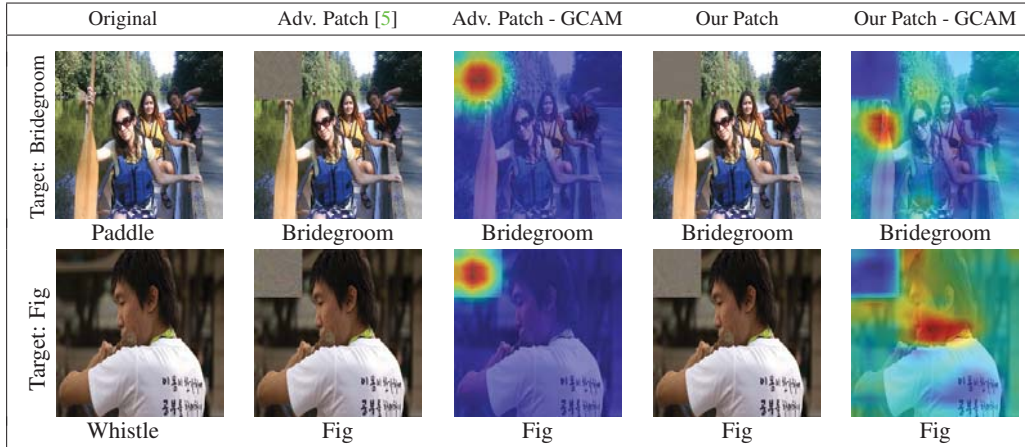 Original Adv. Patch [5] Adv. Patch - GCAM Our Patch Our Patch - GCAM
Target: Bridegroom
Paddle Bridegroom Bridegroom Bridegroom Bridegroom
Target: Fig
Whistle Fig Fig Fig Fig